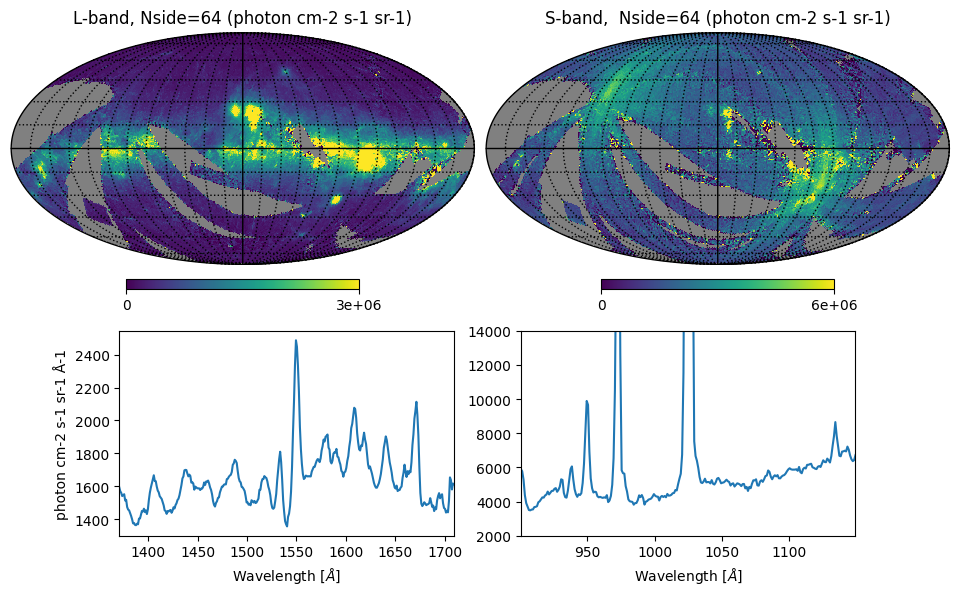 L-band, Nside=64 (photon cm-2 s-1 sr-1)
S-band,  Nside=64 (photon cm-2 s-1 sr-1)
0 3e+06
0 6e+06
photon cm-2 s-1 sr-1 Å-1
2400
2200
2000
1800
1600
1400
1400 1450 1500 1550 1600 1650 1700
Wavelength [Å]
14000
12000
10000
8000
6000
4000
2000
950 1000 1050 1100
Wavelength [Å]